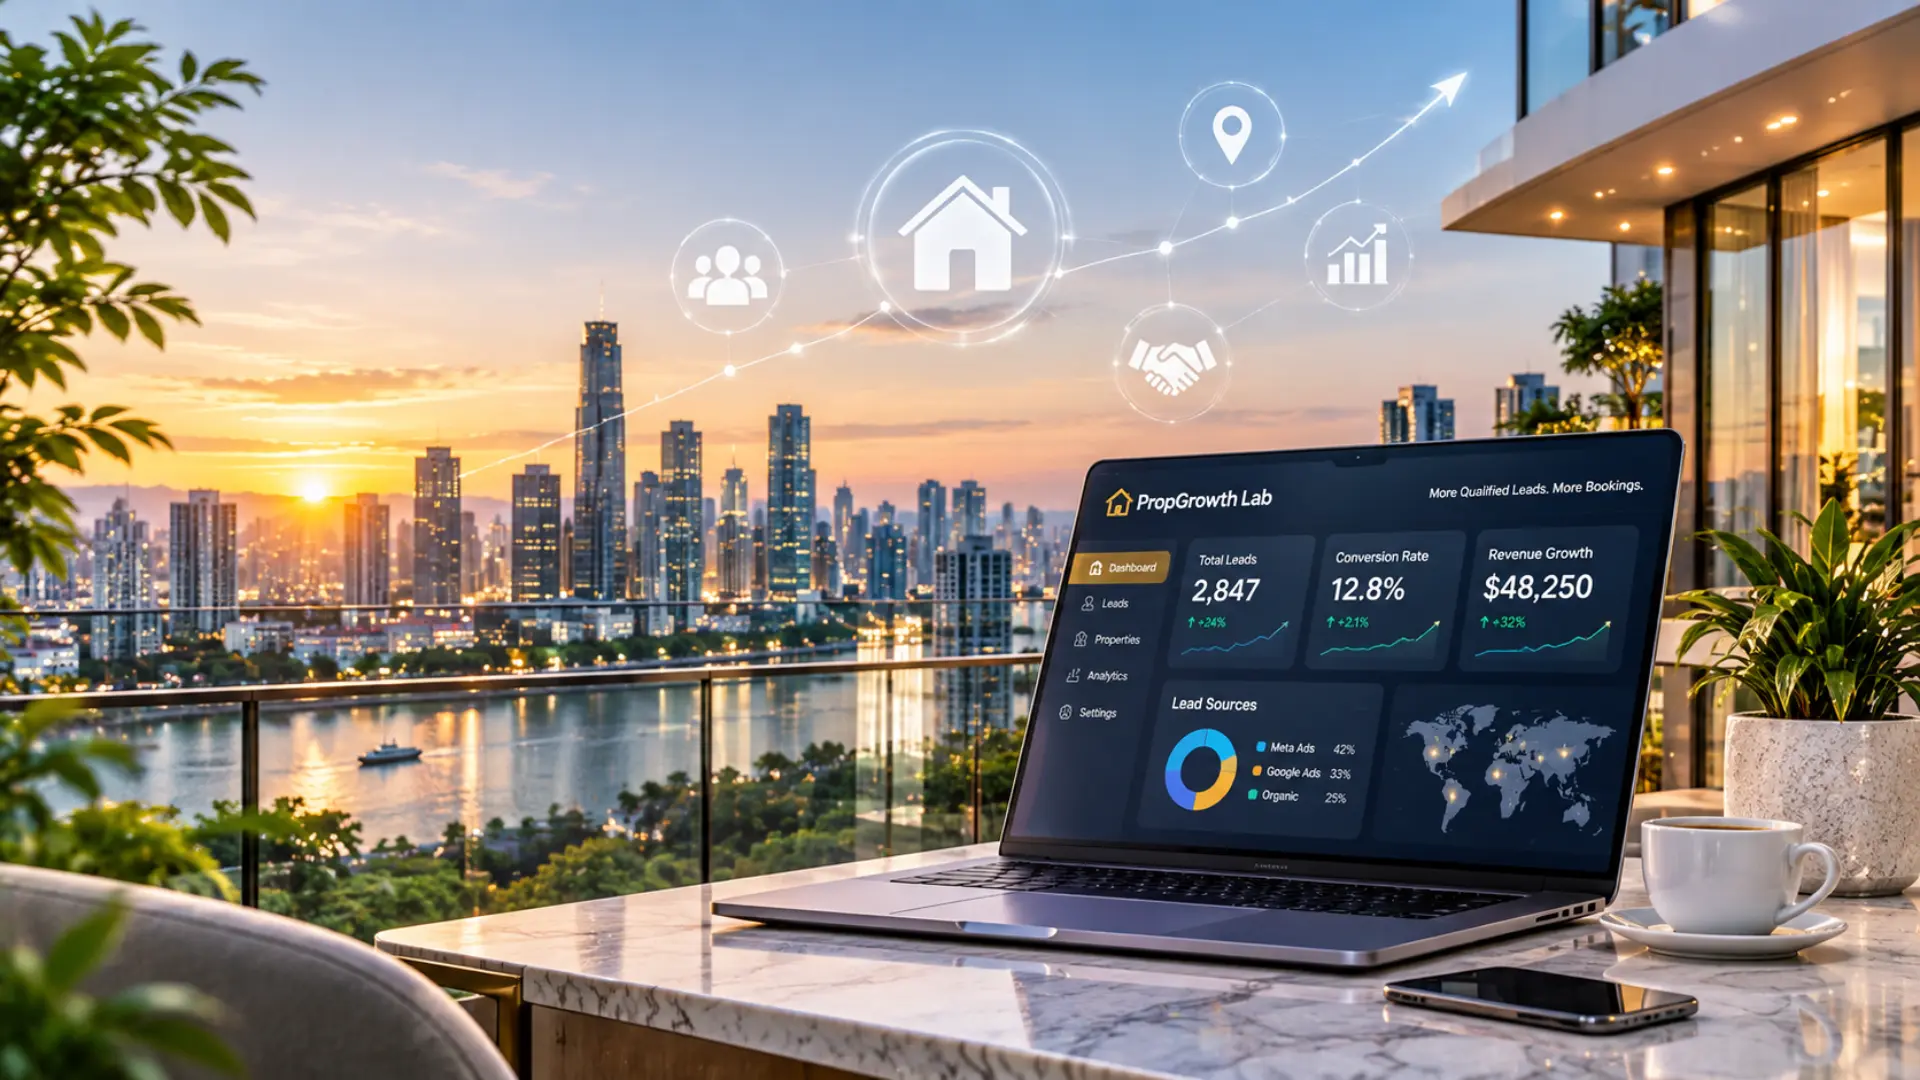 PropGrowth Lab
More Qualified Leads. More Bookings.
Dashboard
Leads
Properties
Analytics
Settings
Total Leads
2,847
↑ +24%
Conversion Rate
12.8%
↑ +2.1%
Revenue Growth
$48,250
↑ +32%
Lead Sources
Meta Ads 42%
Google Ads 33%
Organic 25%